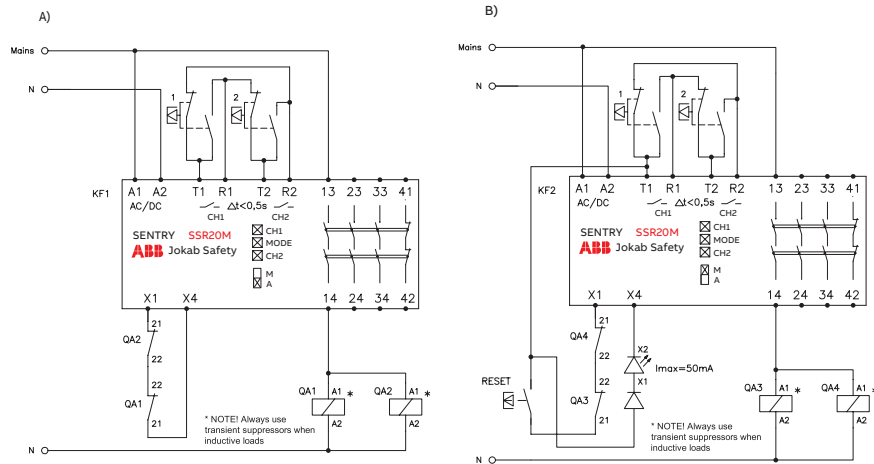 A)
Mains
N
1
2
KF1
A1 A2 T1 R1 T2 R2 13 23 33 41
AC/DC
Δt<0,5s
CH1 CH2
SENTRY SSR20M
ABB Jokab Safety
CH1
MODE
CH2
M
A
X1 X4 14 24 34 42
21
QA2
22
22
QA1
21
QA1 A1 *
A2
QA2 A1 *
A2
* NOTE! Always use
transient suppressors when
inductive loads
N
B)
Mains
N
1
2
KF2
A1 A2 T1 R1 T2 R2 13 23 33 41
AC/DC
Δt<0,5s
CH1 CH2
SENTRY SSR20M
ABB Jokab Safety
CH1
MODE
CH2
M
A
X1 X4 14 24 34 42
21
QA4
22
X2
Imax=50mA
X1
RESET
22
QA3
21
QA3 A1 *
A2
QA4 A1 *
A2
* NOTE! Always use
transient suppressors when
inductive loads
N